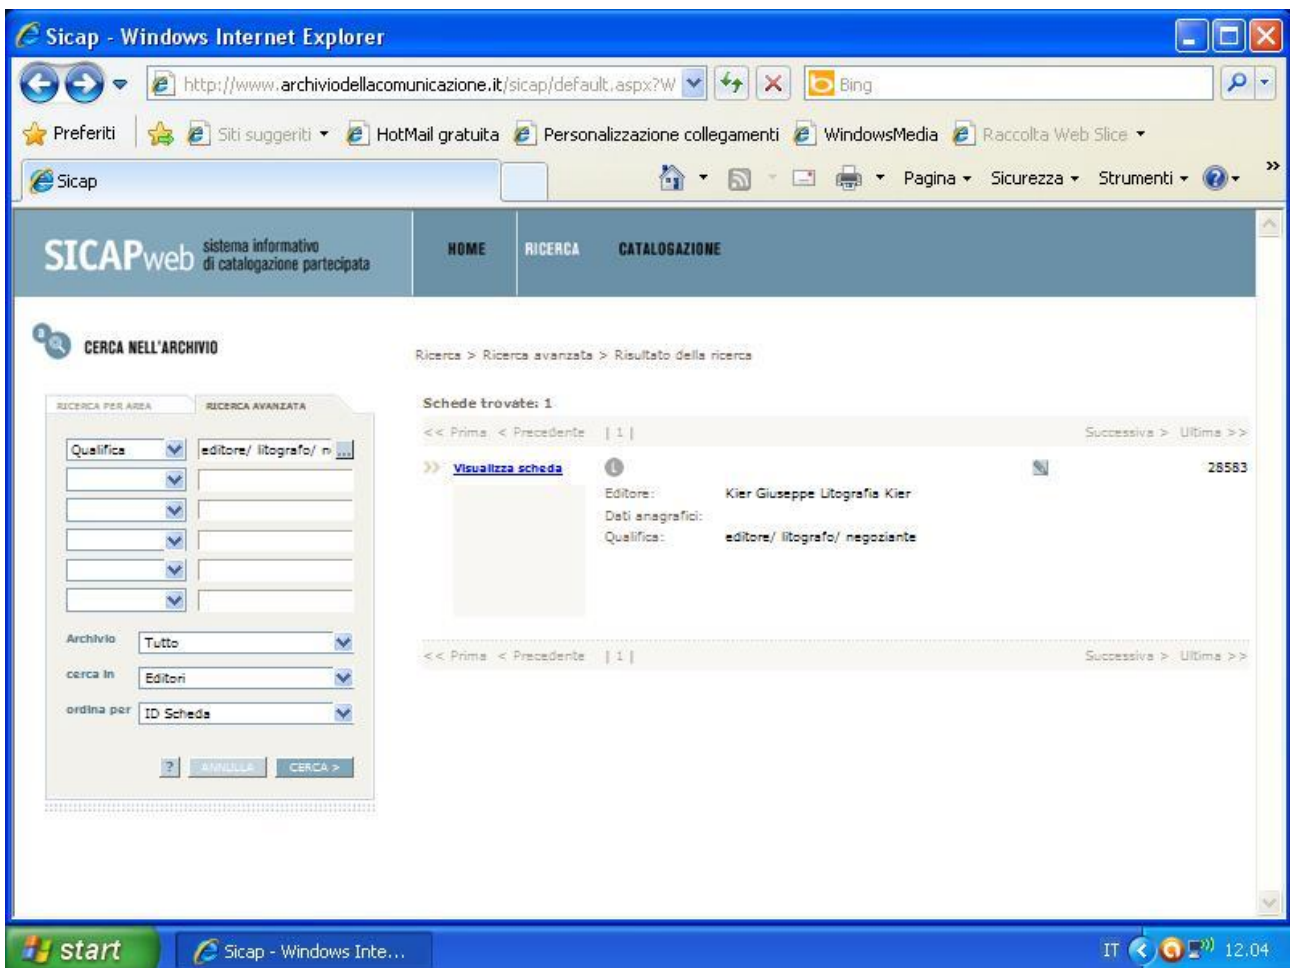 Sicap - Windows Internet Explorer
http://www.archiviodellacomunicazione.it/sicap/default.aspx?W
Bing
Preferiti
Siti suggeriti
HotMail gratuita
Personalizzazione collegamenti
WindowsMedia
Raccolta Web Slice
Sicap
Pagina
Sicurezza
Strumenti
»
SICAPweb
sistema informativo
di catalogazione partecipata
HOME
RICERCA
CATALOGAZIONE
CERCA NELL'ARCHIVIO
Ricerca > Ricerca avanzata > Risultato della ricerca
RICERCA PER AREA
RICERCA AVANZATA
Schede trovate: 1
<< Prima < Precedente | 1 | Successiva > Ultima >>
Qualifica
editore/ litografo/ n
...
Visualizza scheda
L
28583
Editore: Kier Giuseppe Litografia Kier
Dati anagrafici:
Qualifica: editore/ litografo/ negoziante
Archivio
Tutto
<< Prima < Precedente | 1 | Successiva > Ultima >>
cerca in
Editori
ordina per
ID Scheda
?
ANNULLA
CERCA >
start
Sicap - Windows Inte...
IT
12.04